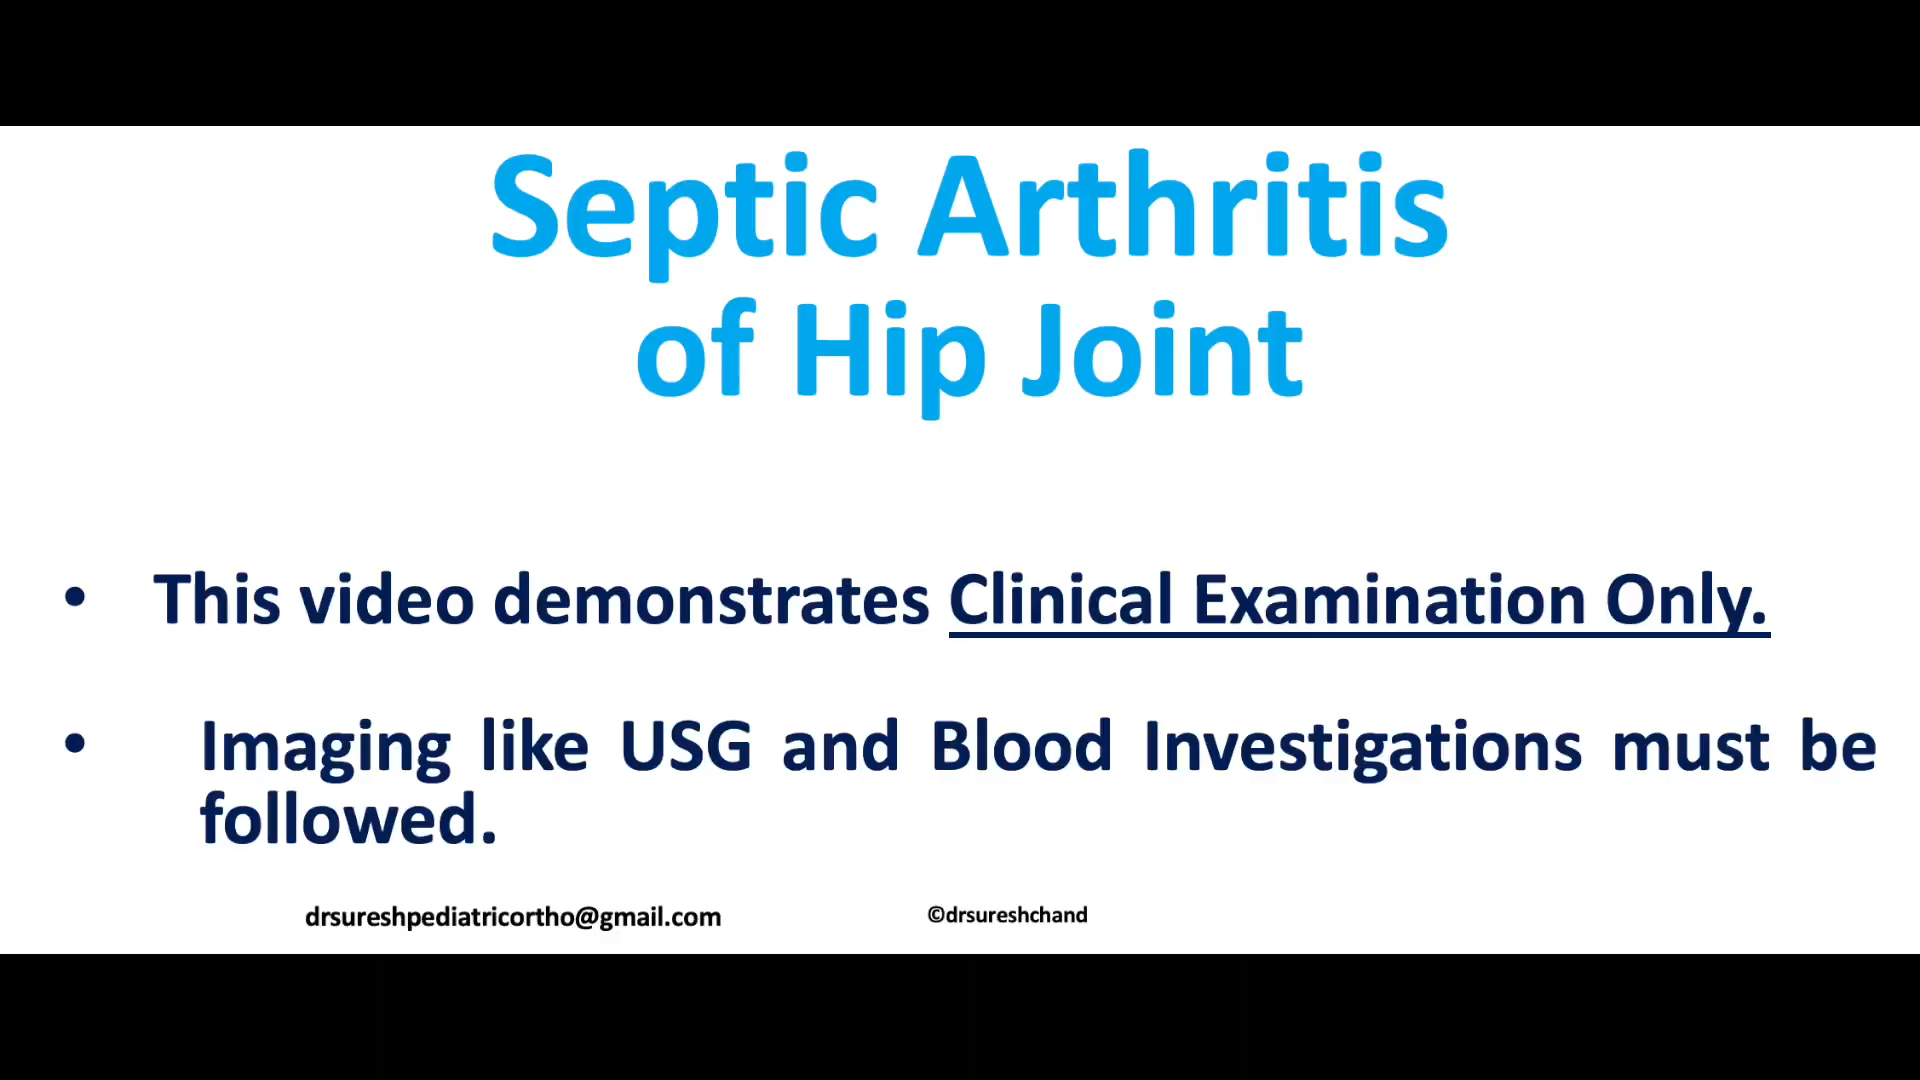 Septic Arthritis
of Hip Joint
• This video demonstrates Clinical Examination Only.
• Imaging like USG and Blood Investigations must be
followed.
drsureshpediatricortho@gmail.com ©drsureshchand